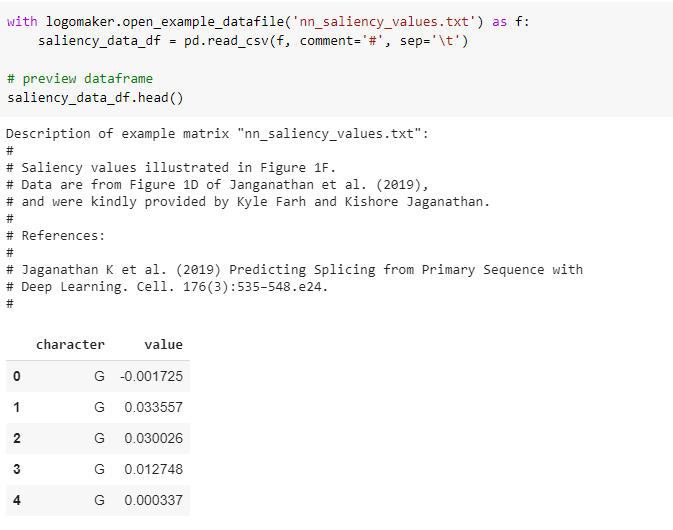 with logomaker.open_example_datafile('nn_saliency_values.txt') as f:
    saliency_data_df = pd.read_csv(f, comment='#', sep='\t')
# preview dataframe
saliency_data_df.head()
Description of example matrix "nn_saliency_values.txt":
#
# Saliency values illustrated in Figure 1F.
# Data are from Figure 1D of Janganathan et al. (2019),
# and were kindly provided by Kyle Farh and Kishore Jaganathan.
#
# References:
#
# Jaganathan K et al. (2019) Predicting Splicing from Primary Sequence with
# Deep Learning. Cell. 176(3):535–548.e24.
#
character value
0 G -0.001725
1 G 0.033557
2 G 0.030026
3 G 0.012748
4 G 0.000337